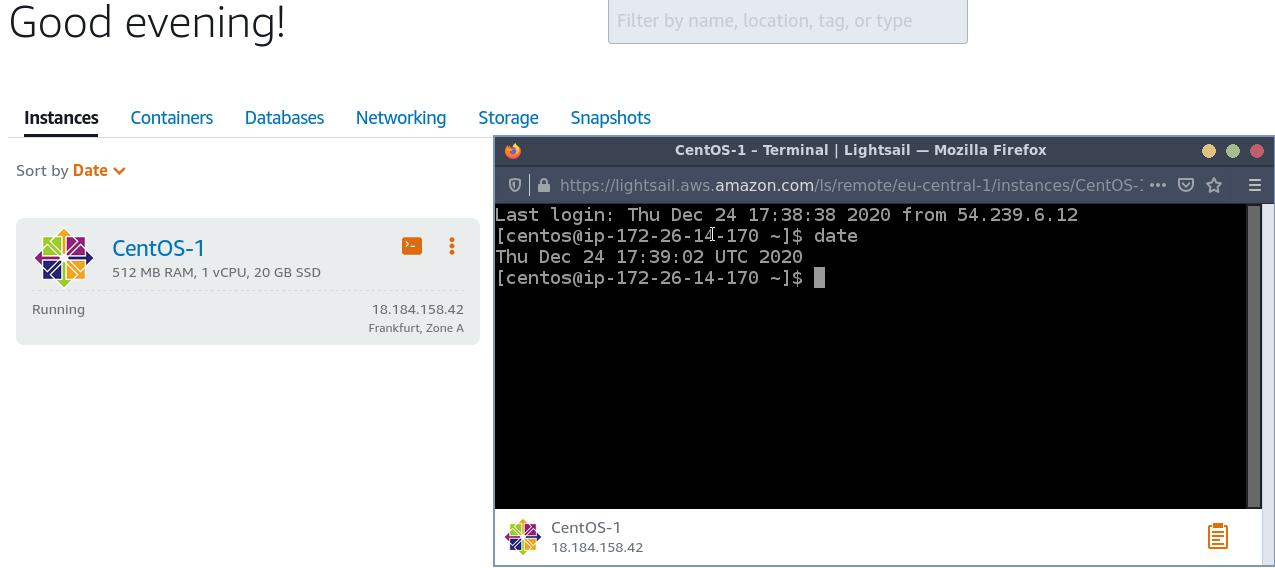 Good evening!
Filter by name, location, tag, or type
Instances Containers Databases Networking Storage Snapshots
Sort by Date
CentOS-1
512 MB RAM, 1 vCPU, 20 GB SSD
Running 18.184.158.42
Frankfurt, Zone A
CentOS-1 – Terminal | Lightsail — Mozilla Firefox
https://lightsail.aws.amazon.com/ls/remote/eu-central-1/instances/CentOS-1
Last login: Thu Dec 24 17:38:38 2020 from 54.239.6.12
[centos@ip-172-26-14-170 ~]$ date
Thu Dec 24 17:39:02 UTC 2020
[centos@ip-172-26-14-170 ~]$
CentOS-1
18.184.158.42